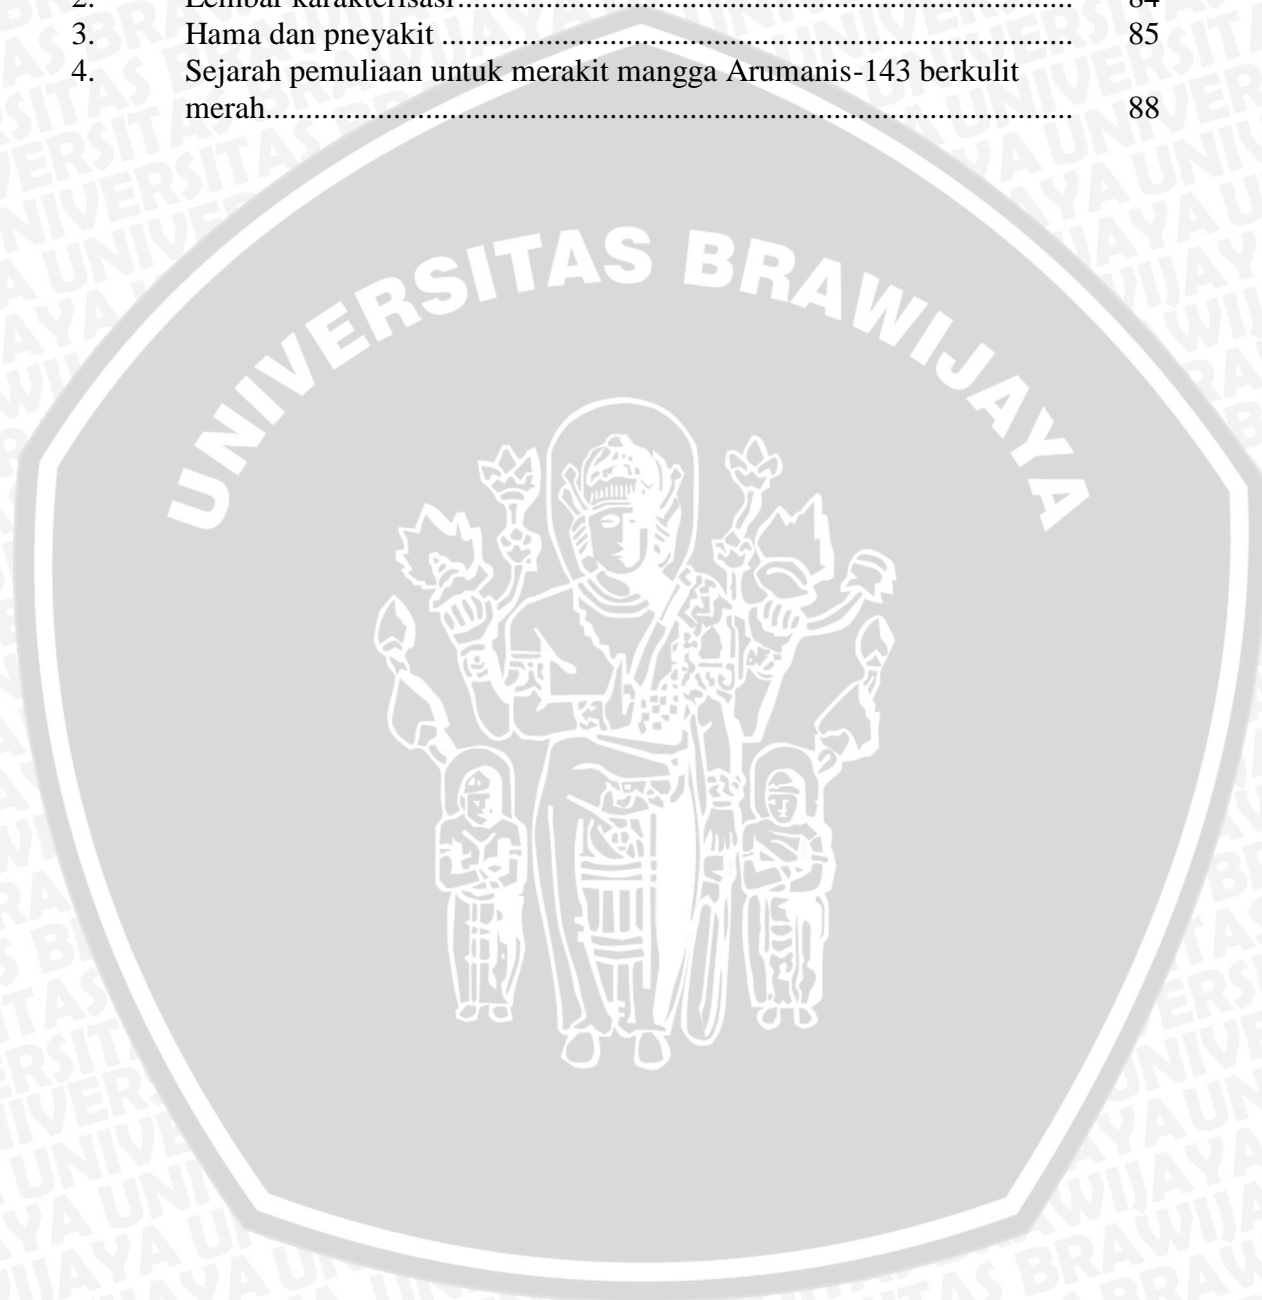 2. Lembar karakterisasi............................................................................. 84
3. Hama dan pneyakit ............................................................................... 85
4. Sejarah pemuliaan untuk merakit mangga Arumanis-143 berkulit
merah..................................................................................................... 88
UNIVERSITAS BRAWIJAYA